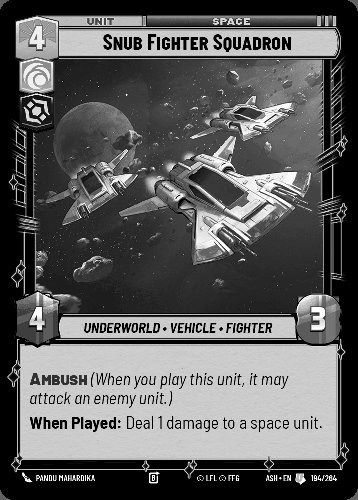 UNIT SPACE
4 SNUB FIGHTER SQUADRON
4 UNDERWORLD • VEHICLE • FIGHTER 3
AMBUSH (When you play this unit, it may
attack an enemy unit.)
When Played: Deal 1 damage to a space unit.
PANDU MAHARDIKA © LFL © FFG ASH • EN 194/264